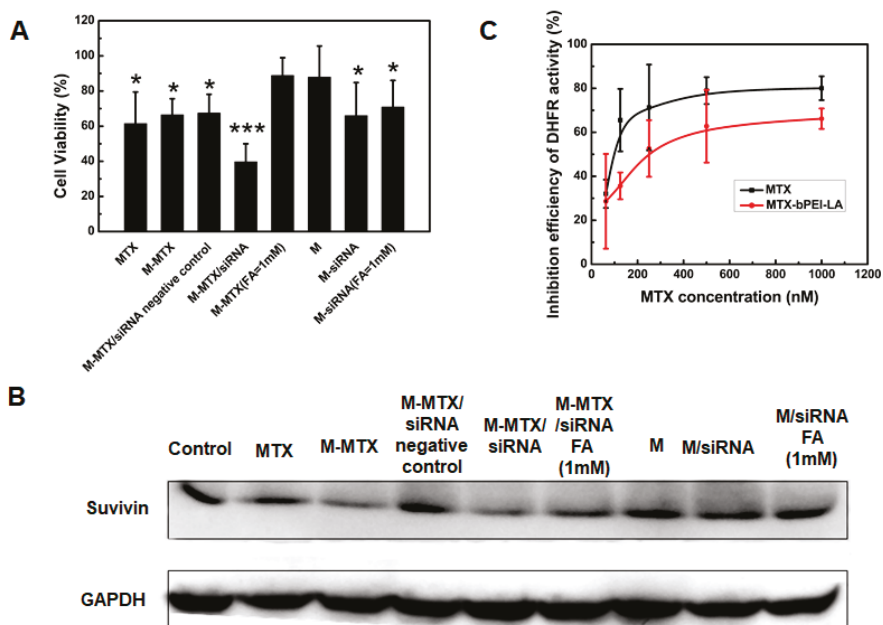 A
Cell Viability (%)
120
100
80
60
40
20
0
*
*
*
***
*
*
MTX
M-MTX
M-MTX/siRNA negative control
M-MTX/siRNA
M-MTX(FA=1mM)
M
M-siRNA
M-siRNA(FA=1mM)
C
Inhibition efficiency of DHFR activity (%)
100
80
60
40
20
0
MTX
MTX-bPEI-LA
0
200
400
600
800
1000
1200
MTX concentration (nM)
B
Control
MTX
M-MTX
M-MTX/
siRNA
negative
control
M-MTX/
siRNA
M-MTX
/siRNA
FA
(1mM)
M
M/siRNA
M/siRNA
FA
(1mM)
Suvivin
GAPDH